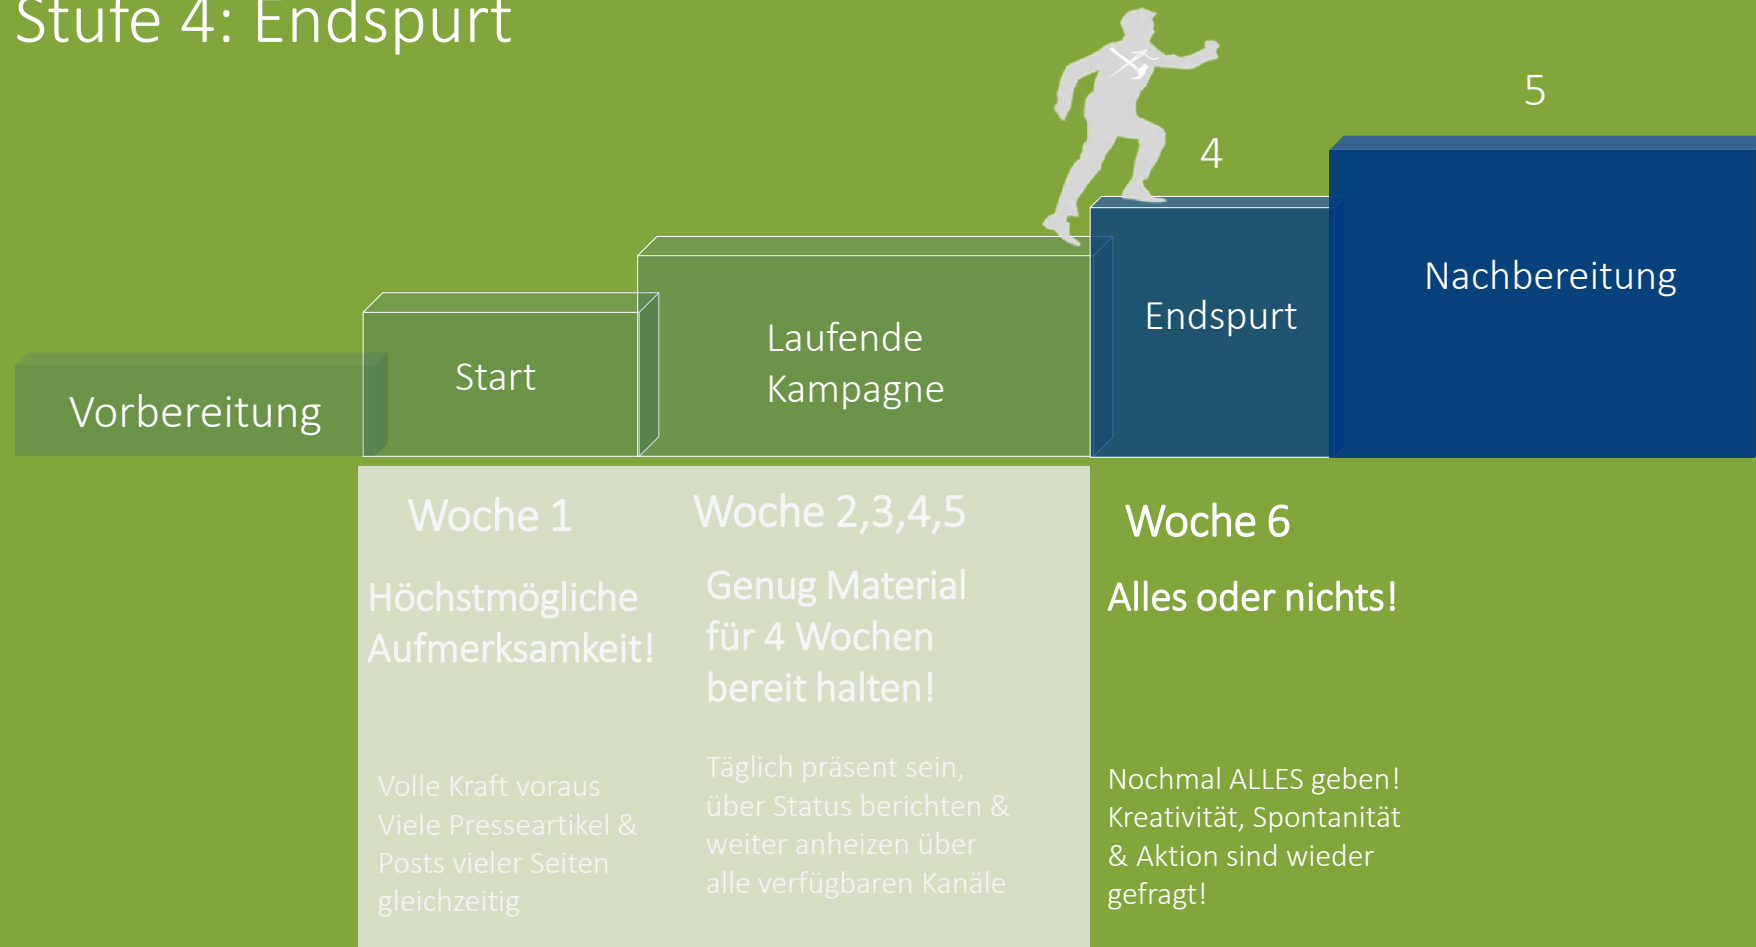 Stufe 4: Endspurt
5
4
Nachbereitung
Endspurt
Laufende
Kampagne
Start
Vorbereitung
Woche 1
Höchstmögliche
Aufmerksamkeit!
Volle Kraft voraus
Viele Presseartikel &
Posts vieler Seiten
gleichzeitig
Woche 2,3,4,5
Genug Material
für 4 Wochen
bereit halten!
Täglich präsent sein,
über Status berichten &
weiter anheizen über
alle verfügbaren Kanäle
Woche 6
Alles oder nichts!
Nochmal ALLES geben!
Kreativität, Spontanität
& Aktion sind wieder
gefragt!